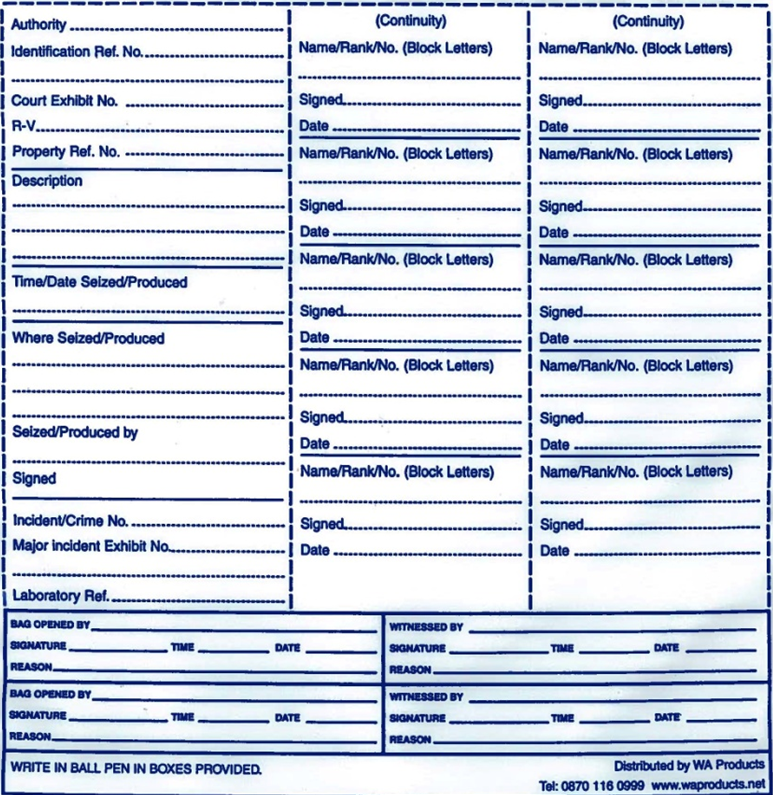 Authority
Identification Ref. No.
Court Exhibit No.
R-V
Property Ref. No.
Description
Time/Date Seized/Produced
Where Seized/Produced
Seized/Produced by
Signed
Incident/Crime No.
Major incident Exhibit No.
Laboratory Ref.
(Continuity)
Name/Rank/No. (Block Letters)
Signed
Date
Name/Rank/No. (Block Letters)
Signed
Date
Name/Rank/No. (Block Letters)
Signed
Date
Name/Rank/No. (Block Letters)
Signed
Date
Name/Rank/No. (Block Letters)
Signed
Date
(Continuity)
Name/Rank/No. (Block Letters)
Signed
Date
Name/Rank/No. (Block Letters)
Signed
Date
Name/Rank/No. (Block Letters)
Signed
Date
Name/Rank/No. (Block Letters)
Signed
Date
Name/Rank/No. (Block Letters)
Signed
Date
BAG OPENED BY
SIGNATURE TIME DATE
REASON
WITNESSED BY
SIGNATURE TIME DATE
REASON
BAG OPENED BY
SIGNATURE TIME DATE
REASON
WITNESSED BY
SIGNATURE TIME DATE
REASON
WRITE IN BALL PEN IN BOXES PROVIDED.
Distributed by WA Products
Tel: 0870 116 0999 www.waproducts.net